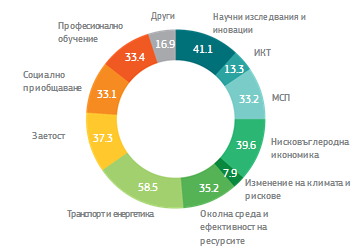 Други
16.9
Научни изследвания и
иновации
41.1
ИКТ
13.3
МСП
33.2
Нисковъглеродна
икономика
39.6
Изменение на климата и
рискове
7.9
Околна среда и
ефективност на
ресурсите
35.2
Транспорт и енергетика
58.5
Заетост
37.3
Социално
приобщаване
33.1
Професионално
обучение
33.4